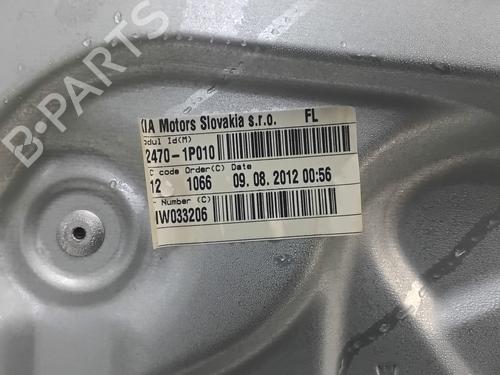 B-PARTS
KIA Motors Slovakia s.r.o. FL
odul Id(M)
2470-1P010
C code Order(C) Date
12 1066 09.08.2012 00:56
Number (C)
IW033206